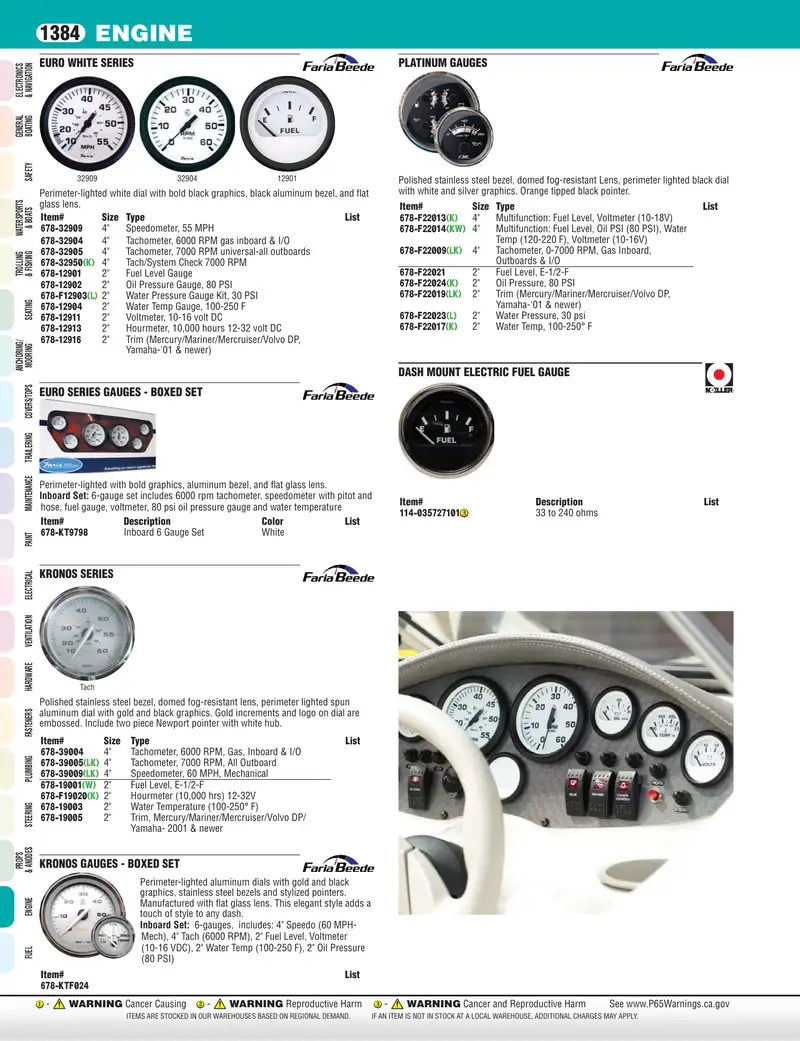 1384 ENGINE
ELECTRONICS & NAVIGATION
GENERAL BOATING
SAFETY
WATERSPORTS & BOATS
TROLLING & FISHING
SEATING
ANCHORING/ MOORING
COVERS/TOPS
TRAILERING
MAINTENANCE
PAINT
ELECTRICAL
VENTILATION
HARDWARE
FASTENERS
PLUMBING
STEERING
PROPS & ANODES
ENGINE
FUEL
EURO WHITE SERIES
Faria Beede
32909 32904 12901
Perimeter-lighted white dial with bold black graphics, black aluminum bezel, and flat
glass lens.
Item# Size Type List
678-32909 4" Speedometer, 55 MPH
678-32904 4" Tachometer, 6000 RPM gas inboard & I/O
678-32905 4" Tachometer, 7000 RPM universal-all outboards
678-32950(K) 4" Tach/System Check 7000 RPM
678-12901 2" Fuel Level Gauge
678-12902 2" Oil Pressure Gauge, 80 PSI
678-F12903(L) 2" Water Pressure Gauge Kit, 30 PSI
678-12904 2" Water Temp Gauge, 100-250 F
678-12911 2" Voltmeter, 10-16 volt DC
678-12913 2" Hourmeter, 10,000 hours 12-32 volt DC
678-12916 2" Trim (Mercury/Mariner/Mercruiser/Volvo DP,
Yamaha-'01 & newer)
EURO SERIES GAUGES - BOXED SET
Faria Beede
Perimeter-lighted with bold graphics, aluminum bezel, and flat glass lens.
Inboard Set: 6-gauge set includes 6000 rpm tachometer, speedometer with pitot and
hose, fuel gauge, voltmeter, 80 psi oil pressure gauge and water temperature
Item# Description Color List
678-KT9798 Inboard 6 Gauge Set White
KRONOS SERIES
Faria Beede
Tach
Polished stainless steel bezel, domed fog-resistant lens, perimeter lighted spun
aluminum dial with gold and black graphics. Gold increments and logo on dial are
embossed. Include two piece Newport pointer with white hub.
Item# Size Type List
678-39004 4" Tachometer, 6000 RPM, Gas, Inboard & I/O
678-39005(LK) 4" Tachometer, 7000 RPM, All Outboard
678-39009(LK) 4" Speedometer, 60 MPH, Mechanical
678-19001(W) 2" Fuel Level, E-1/2-F
678-F19020(K) 2" Hourmeter (10,000 hrs) 12-32V
678-19003 2" Water Temperature (100-250° F)
678-19005 2" Trim, Mercury/Mariner/Mercruiser/Volvo DP/
Yamaha- 2001 & newer
KRONOS GAUGES - BOXED SET
Faria Beede
Perimeter-lighted aluminum dials with gold and black
graphics, stainless steel bezels and stylized pointers.
Manufactured with flat glass lens. This elegant style adds a
touch of style to any dash.
Inboard Set: 6-gauges, includes: 4" Speedo (60 MPH-
Mech), 4" Tach (6000 RPM), 2" Fuel Level, Voltmeter
(10-16 VDC), 2" Water Temp (100-250 F), 2" Oil Pressure
(80 PSI)
Item# List
678-KTF024
PLATINUM GAUGES
Faria Beede
Polished stainless steel bezel, domed fog-resistant Lens, perimeter lighted black dial
with white and silver graphics. Orange tipped black pointer.
Item# Size Type List
678-F22013(K) 4" Multifunction: Fuel Level, Voltmeter (10-18V)
678-F22014(KW) 4" Multifunction: Fuel Level, Oil PSI (80 PSI), Water
Temp (120-220 F), Voltmeter (10-16V)
678-F22009(LK) 4" Tachometer, 0-7000 RPM, Gas Inboard,
Outboards & I/O
678-F22021 2" Fuel Level, E-1/2-F
678-F22024(K) 2" Oil Pressure, 80 PSI
678-F22019(LK) 2" Trim (Mercury/Mariner/Mercruiser/Volvo DP,
Yamaha-'01 & newer)
678-F22023(L) 2" Water Pressure, 30 psi
678-F22017(K) 2" Water Temp, 100-250° F
DASH MOUNT ELECTRIC FUEL GAUGE
MOELLER
E F
FUEL
Item# Description List
114-035727101 3 33 to 240 ohms
1 - WARNING Cancer Causing 2 - WARNING Reproductive Harm 3 - WARNING Cancer and Reproductive Harm See www.P65Warnings.ca.gov
ITEMS ARE STOCKED IN OUR WAREHOUSES BASED ON REGIONAL DEMAND. IF AN ITEM IS NOT IN STOCK AT A LOCAL WAREHOUSE, ADDITIONAL CHARGES MAY APPLY.